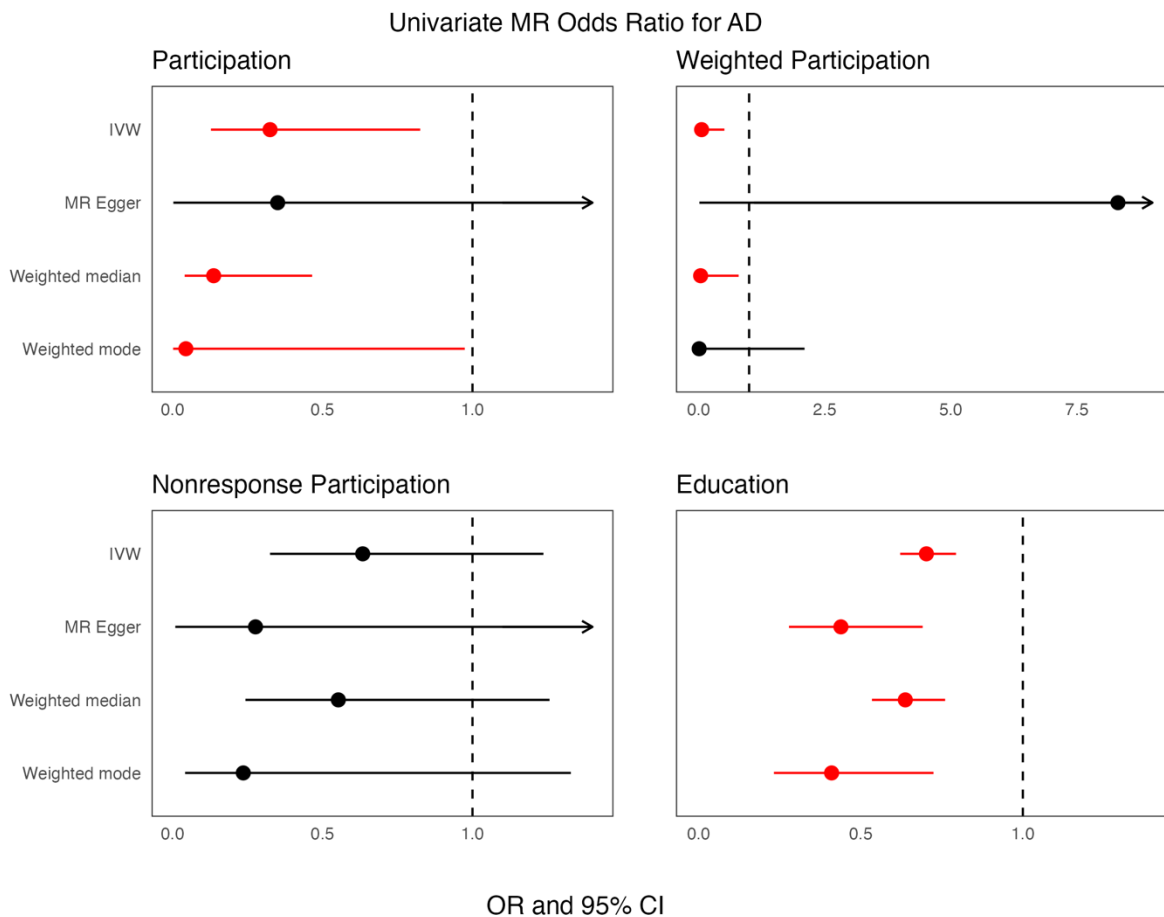 Univariate MR Odds Ratio for AD
Participation
IVW
MR Egger
Weighted median
Weighted mode
0.0 0.5 1.0
Weighted Participation
0.0 2.5 5.0 7.5
Nonresponse Participation
IVW
MR Egger
Weighted median
Weighted mode
0.0 0.5 1.0
Education
0.0 0.5 1.0
OR and 95% CI